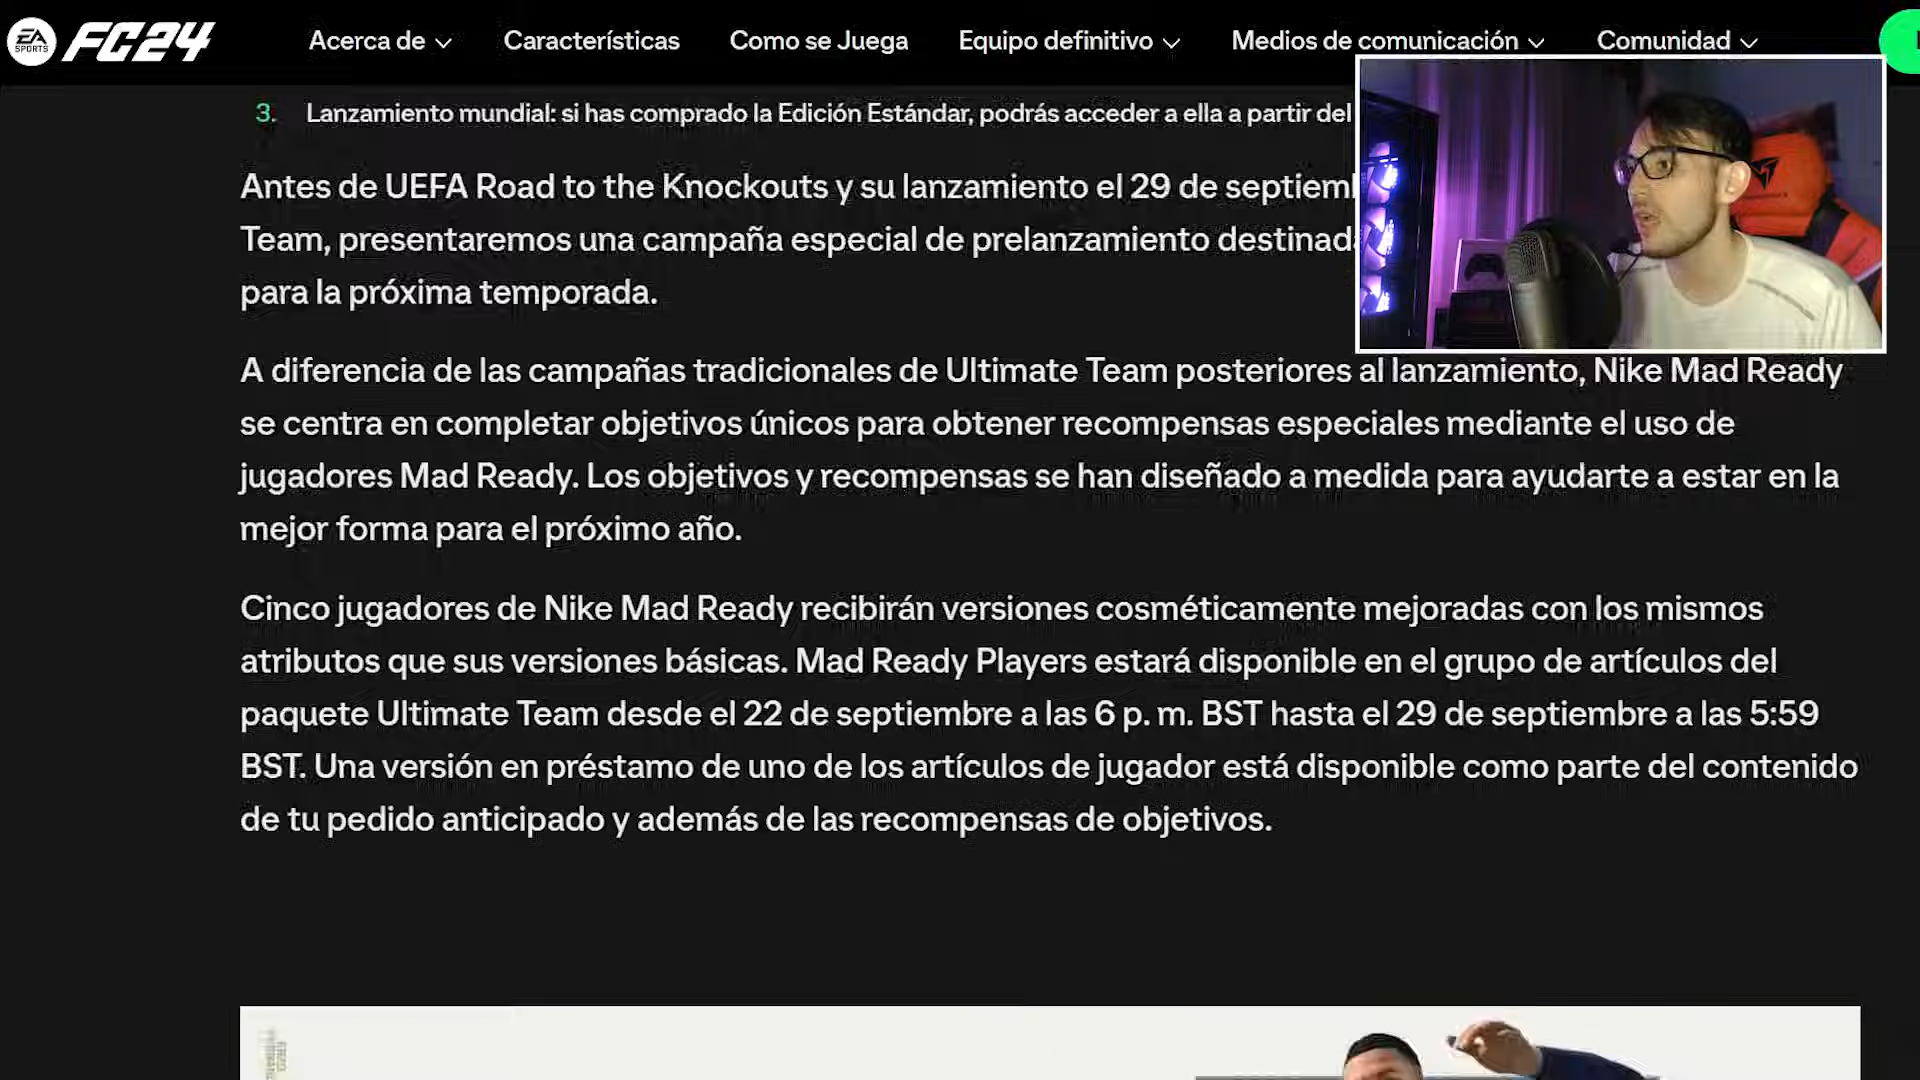 EA SPORTS FC24 Acerca de Características Como se Juega Equipo definitivo Medios de comunicación Comunidad
3. Lanzamiento mundial: si has comprado la Edición Estándar, podrás acceder a ella a partir del
Antes de UEFA Road to the Knockouts y su lanzamiento el 29 de
Team, presentaremos una campaña especial de prelanzamiento
para la próxima temporada.
A diferencia de las campañas tradicionales de Ultimate Team posteriores al lanzamiento, Nike Mad Ready
se centra en completar objetivos únicos para obtener recompensas especiales mediante el uso de
jugadores Mad Ready. Los objetivos y recompensas se han diseñado a medida para ayudarte a estar en la
mejor forma para el próximo año.
Cinco jugadores de Nike Mad Ready recibirán versiones cosméticamente mejoradas con los mismos
atributos que sus versiones básicas. Mad Ready Players estará disponible en el grupo de artículos del
paquete Ultimate Team desde el 22 de septiembre a las 6 p. m. BST hasta el 29 de septiembre a las 5:59
BST. Una versión en préstamo de uno de los artículos de jugador está disponible como parte del contenido
de tu pedido anticipado y además de las recompensas de objetivos.